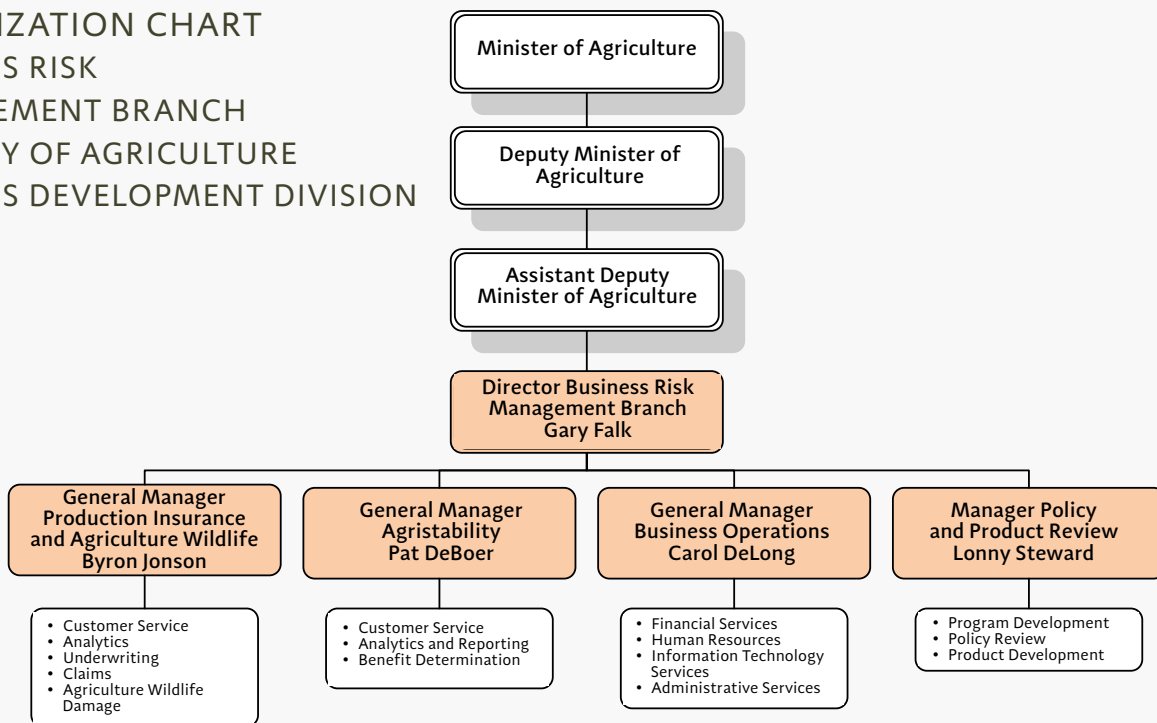 IZATION CHART
S RISK
EMENT BRANCH
Y OF AGRICULTURE
S DEVELOPMENT DIVISION
Minister of Agriculture
Deputy Minister of
Agriculture
Assistant Deputy
Minister of Agriculture
Director Business Risk
Management Branch
Gary Falk
General Manager
Production Insurance
and Agriculture Wildlife
Byron Jonson
General Manager
Agristability
Pat DeBoer
General Manager
Business Operations
Carol DeLong
Manager Policy
and Product Review
Lonny Steward
• Customer Service
• Analytics
• Underwriting
• Claims
• Agriculture Wildlife
Damage
• Customer Service
• Analytics and Reporting
• Benefit Determination
• Financial Services
• Human Resources
• Information Technology
Services
• Administrative Services
• Program Development
• Policy Review
• Product Development